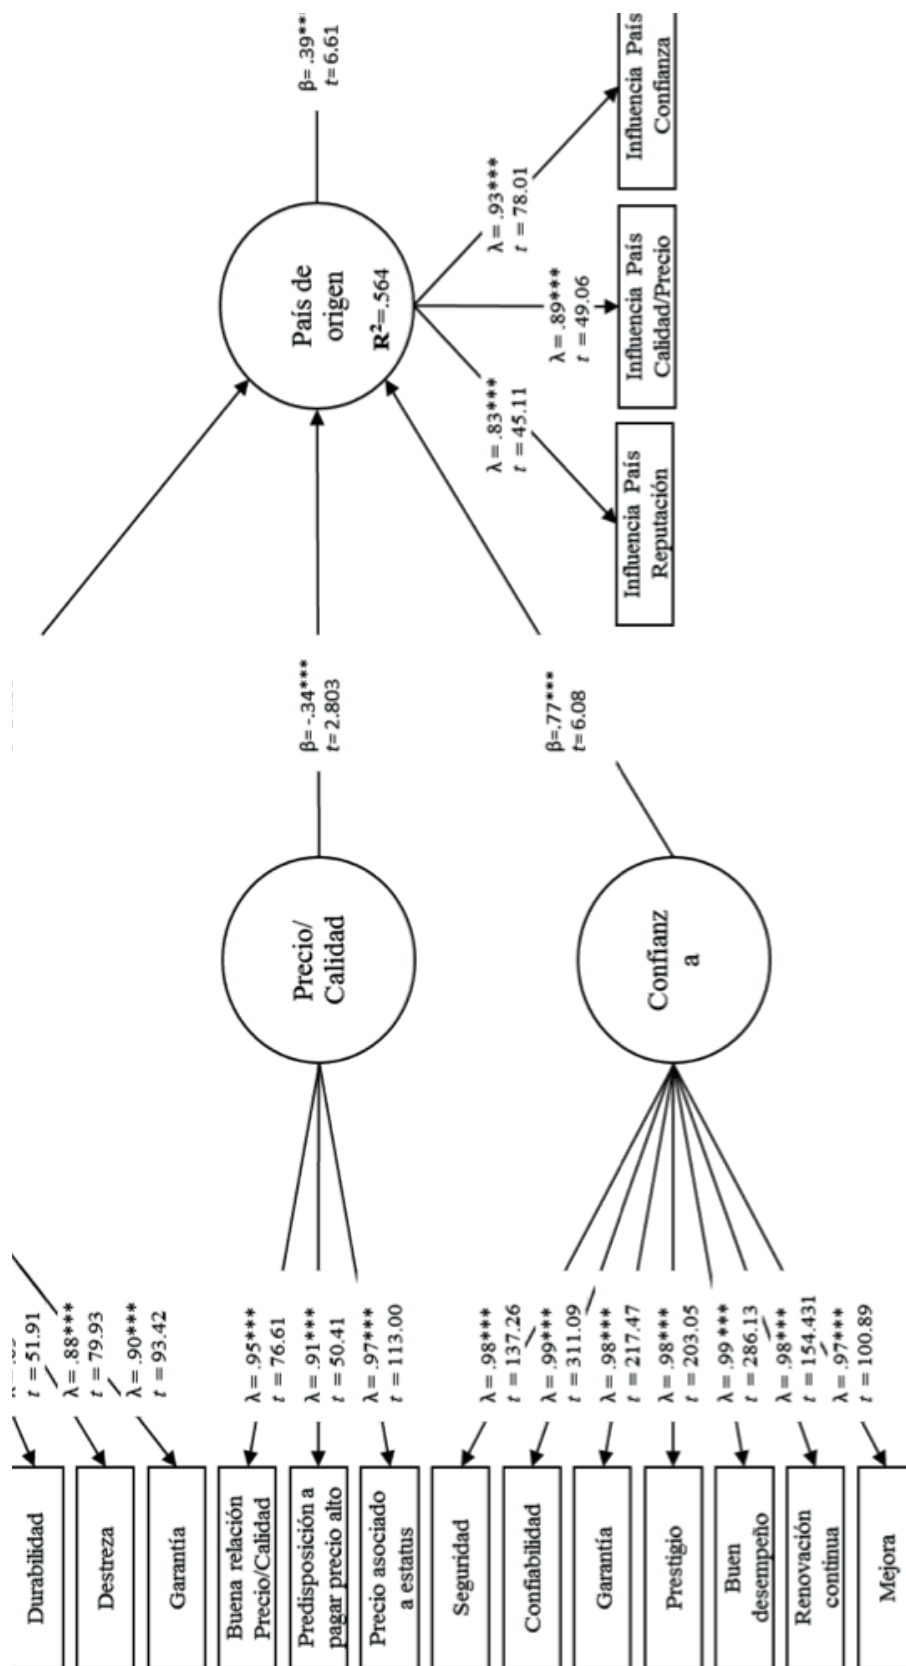 β= .39**
t=6.61
País de
origen
R²=.564
λ=.93***
t = 78.01
λ=.89***
t = 49.06
λ=.83***
t = 45.11
Influencia País
Confianza
Influencia País
Calidad/Precio
Influencia País
Reputación
β=-.34***
t=2.803
β=.77***
t=6.08
Precio/
Calidad
Confianz
a
t = 51.91
λ=.88***
t = 79.93
λ=.90***
t = 93.42
λ=.95***
t = 76.61
λ=.91***
t = 50.41
λ=.97***
t = 113.00
λ=.98***
t = 137.26
λ=.99***
t = 311.09
λ=.98***
t = 217.47
λ=.98***
t = 203.05
λ=.99 ***
t = 286.13
λ=.98***
t = 154.431
λ=.97***
t = 100.89
Durabilidad
Destreza
Garantía
Buena relación
Precio/Calidad
Predisposición a
pagar precio alto
Precio asociado
a estatus
Seguridad
Confiabilidad
Garantía
Prestigio
Buen
desempeño
Renovación
continua
Mejora